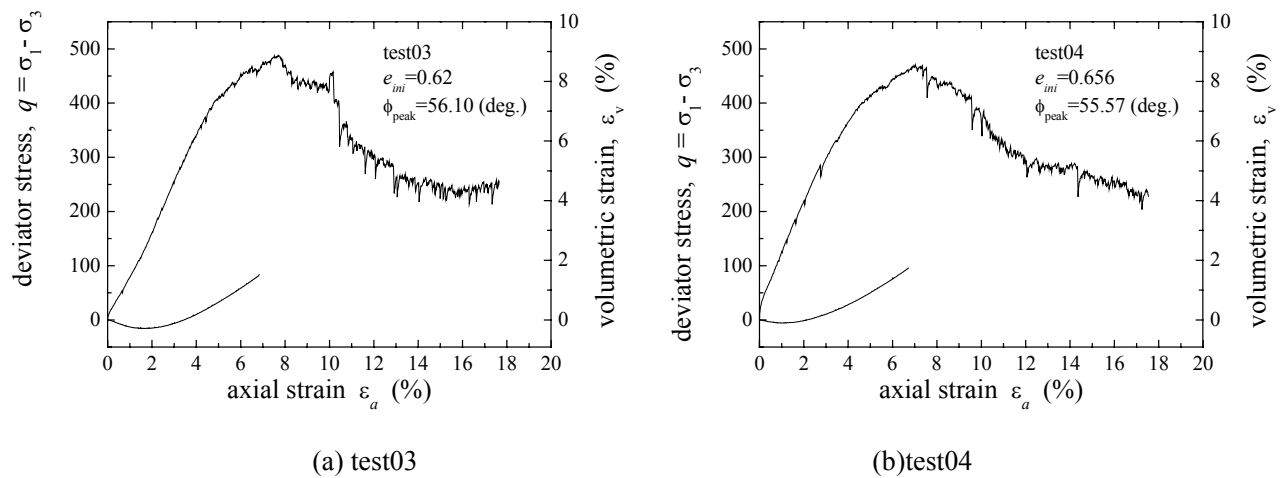 deviator stress, q = σ1 - σ3
500
400
300
200
100
0
0 2 4 6 8 10 12 14 16 18 20
axial strain εa (%)
10
8
6
4
2
0
volumetric strain, εv (%)
test03
eini=0.62
ϕpeak=56.10 (deg.)
(a) test03
deviator stress, q = σ1 - σ3
500
400
300
200
100
0
0 2 4 6 8 10 12 14 16 18 20
axial strain εa (%)
10
8
6
4
2
0
volumetric strain, εv (%)
test04
eini=0.656
ϕpeak=55.57 (deg.)
(b)test04